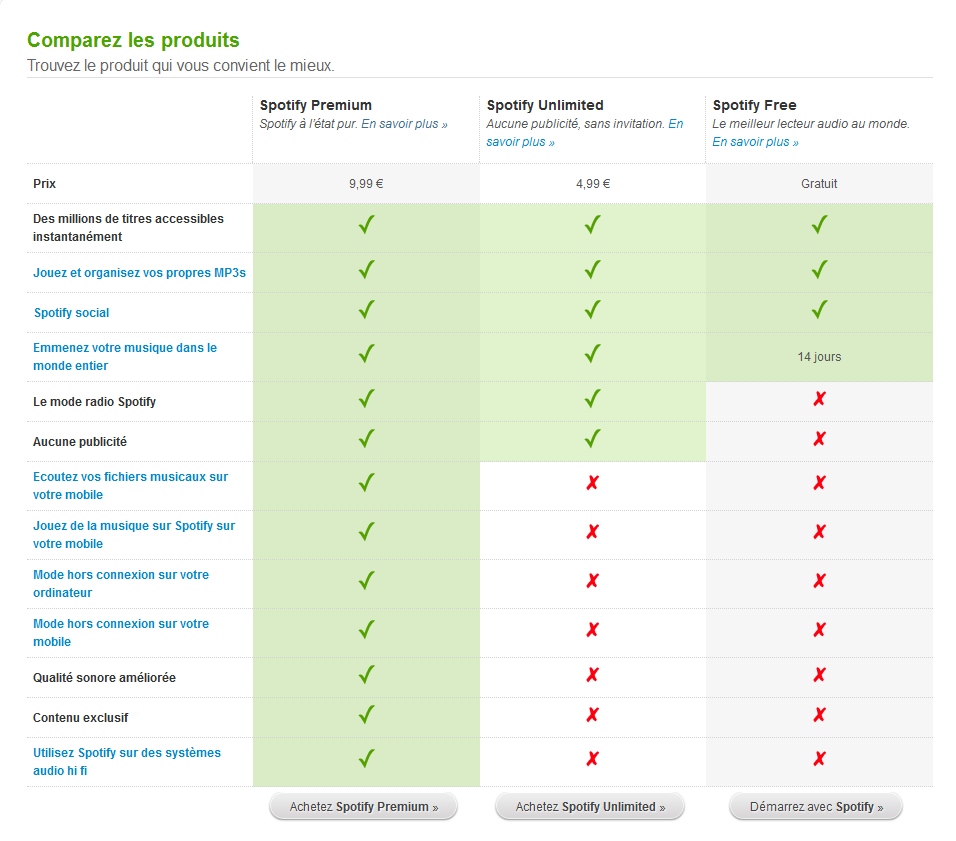 Comparez les produits
Trouvez le produit qui vous convient le mieux.
Spotify Premium
Spotify à l'état pur. En savoir plus »
Spotify Unlimited
Aucune publicité, sans invitation. En
savoir plus »
Spotify Free
Le meilleur lecteur audio au monde.
En savoir plus »
Prix 9,99 € 4,99 € Gratuit
Des millions de titres accessibles
instantanément
Jouez et organisez vos propres MP3s
Spotify social
Emmenez votre musique dans le
monde entier
14 jours
Le mode radio Spotify
Aucune publicité
Ecoutez vos fichiers musicaux sur
votre mobile
Jouez de la musique sur Spotify sur
votre mobile
Mode hors connexion sur votre
ordinateur
Mode hors connexion sur votre
mobile
Qualité sonore améliorée
Contenu exclusif
Utilisez Spotify sur des systèmes
audio hi fi
Achetez Spotify Premium » Achetez Spotify Unlimited » Démarrez avec Spotify »